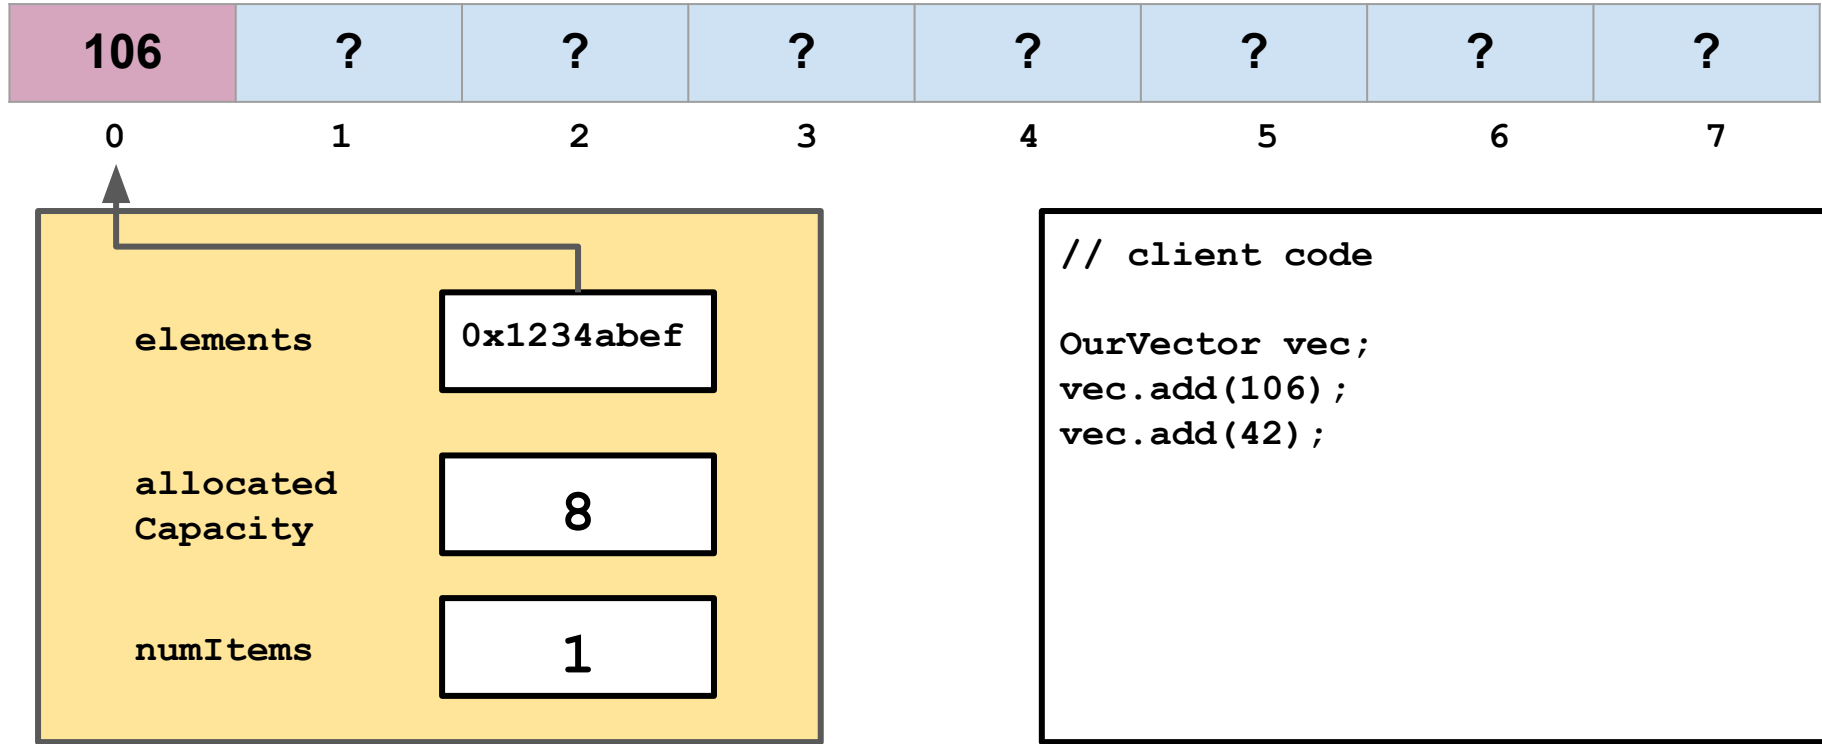 106 ? ? ? ? ? ? ?
0 1 2 3 4 5 6 7
elements
0x1234abef
allocated
Capacity
8
numItems
1
// client code
OurVector vec;
vec.add(106);
vec.add(42);